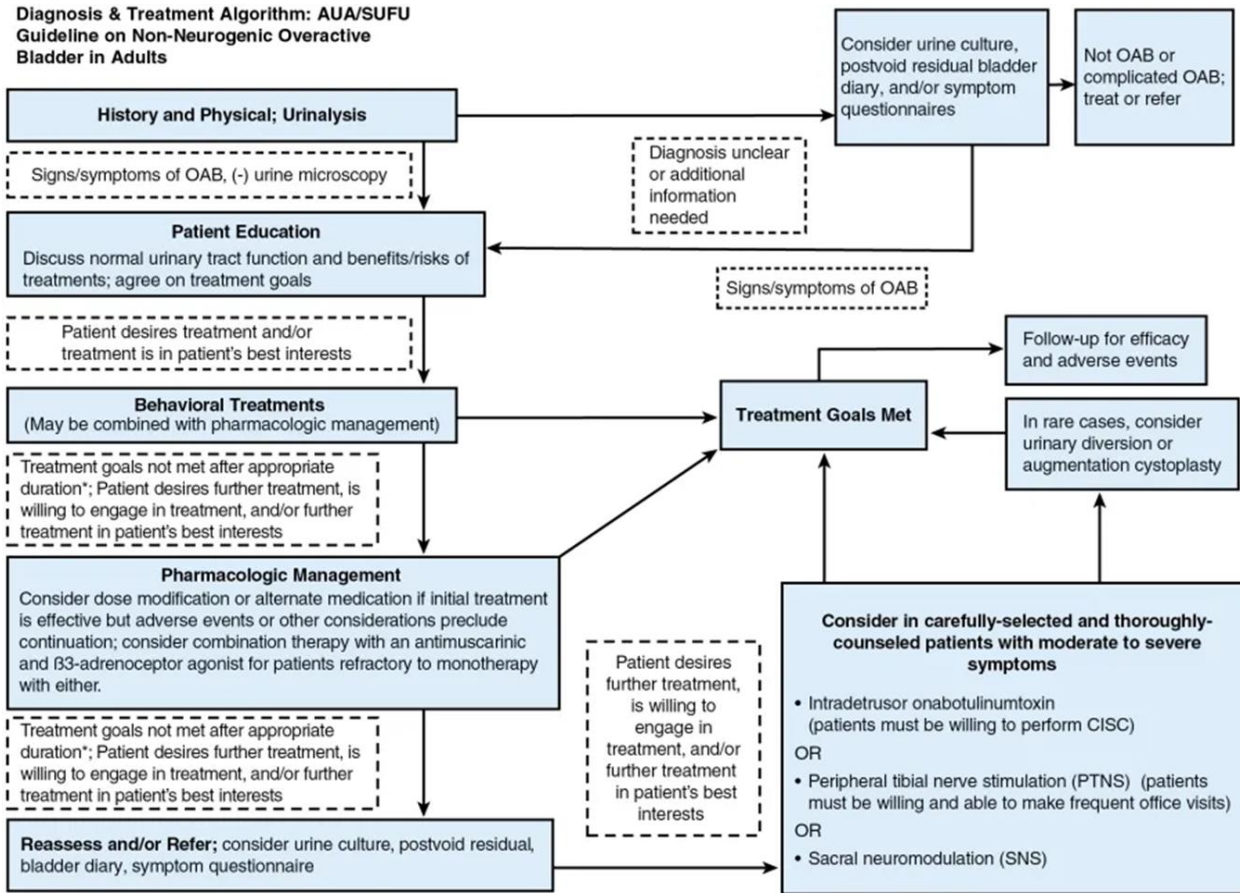 Diagnosis & Treatment Algorithm: AUA/SUFU
Guideline on Non-Neurogenic Overactive
Bladder in Adults
History and Physical; Urinalysis
Consider urine culture,
postvoid residual bladder
diary, and/or symptom
questionnaires
Not OAB or
complicated OAB;
treat or refer
Signs/symptoms of OAB, (-) urine microscopy
Diagnosis unclear
or additional
information
needed
Patient Education
Discuss normal urinary tract function and benefits/risks of
treatments; agree on treatment goals
Signs/symptoms of OAB
Patient desires treatment and/or
treatment is in patient's best interests
Follow-up for efficacy
and adverse events
Behavioral Treatments
(May be combined with pharmacologic management)
Treatment Goals Met
In rare cases, consider
urinary diversion or
augmentation cystoplasty
Treatment goals not met after appropriate
duration*; Patient desires further treatment, is
willing to engage in treatment, and/or further
treatment in patient's best interests
Pharmacologic Management
Consider dose modification or alternate medication if initial treatment
is effective but adverse events or other considerations preclude
continuation; consider combination therapy with an antimuscarinic
and ß3-adrenoceptor agonist for patients refractory to monotherapy
with either.
Treatment goals not met after appropriate
duration*; Patient desires further treatment, is
willing to engage in treatment, and/or further
treatment in patient's best interests
Patient desires
further treatment,
is willing to
engage in
treatment, and/or
further treatment
in patient's best
interests
Consider in carefully-selected and thoroughly-
counseled patients with moderate to severe
symptoms
• Intradetrusor onabotulinumtoxin
(patients must be willing to perform CISC)
OR
• Peripheral tibial nerve stimulation (PTNS) (patients
must be willing and able to make frequent office visits)
OR
• Sacral neuromodulation (SNS)
Reassess and/or Refer; consider urine culture, postvoid residual,
bladder diary, symptom questionnaire